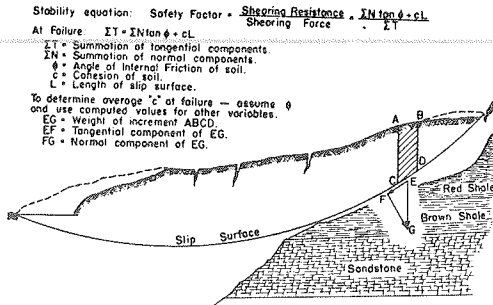 Stability equation: Safety Factor = Shearing Resistance / Shearing Force = ΣN tan ϕ + cL / ΣT
At Failure: ΣT = ΣN tan ϕ + cL
ΣT = Summation of tangential components.
ΣN = Summation of normal components.
ϕ = Angle of Internal Friction of soil.
c = Cohesion of soil.
L = Length of slip surface.
To determine average "c" at failure — assume ϕ
and use computed values for other variables.
EG = Weight of increment ABCD.
EF = Tangential component of EG.
FG = Normal component of EG.
A
B
C
D
E
F
G
Red Shale
Brown Shale
Slip Surface
Sandstone